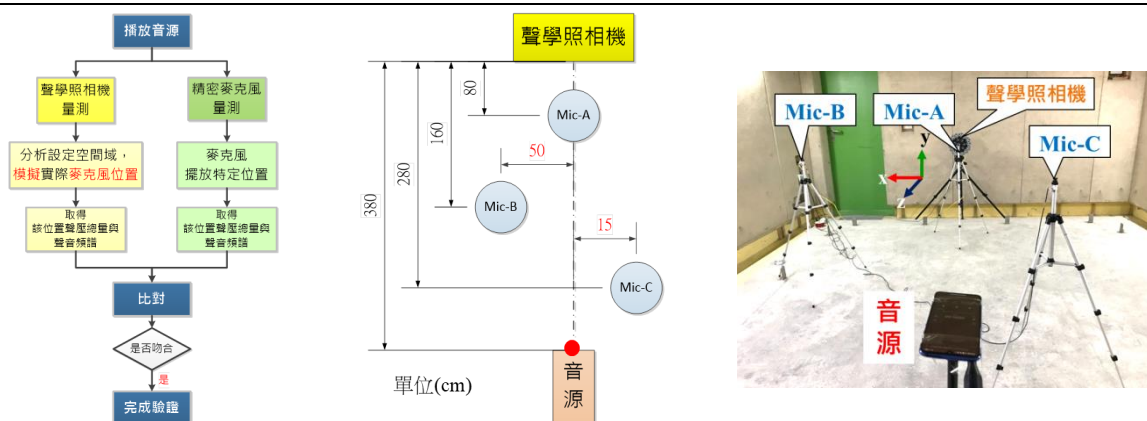 播放音源
聲學照相機
量測
精密麥克風
量測
分析設定空間域，
模擬實際麥克風位置
麥克風
擺放特定位置
取得
該位置聲壓總量與
聲音頻譜
取得
該位置聲壓總量與
聲音頻譜
比對
是否吻合
是
完成驗證
聲學照相機
80
160
280
380
Mic-A
50
Mic-B
15
Mic-C
單位(cm)
音
源
Mic-B
Mic-A
聲學照相機
Mic-C
y
x
z
音
源